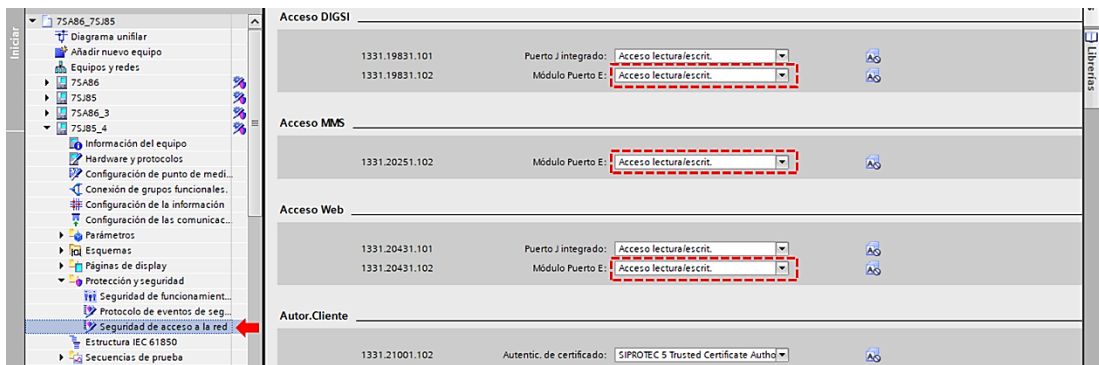 Iniciar
7SA86_7SJ85
Diagrama unifilar
Añadir nuevo equipo
Equipos y redes
7SA86
7SJ85
7SA86_3
7SJ85_4
Información del equipo
Hardware y protocolos
Configuración de punto de medi...
Conexión de grupos funcionales.
Configuración de la información
Configuración de las comunicac...
Parámetros
Esquemas
Páginas de display
Protección y seguridad
Seguridad de funcionamient...
Protocolo de eventos de seg...
Seguridad de acceso a la red
Estructura IEC 61850
Secuencias de prueba
Acceso DIGSI
1331.19831.101 Puerto J integrado: Acceso lectura/escrit.
1331.19831.102 Módulo Puerto E: Acceso lectura/escrit.
Acceso MMS
1331.20251.102 Módulo Puerto E: Acceso lectura/escrit.
Acceso Web
1331.20431.101 Puerto J integrado: Acceso lectura/escrit.
1331.20431.102 Módulo Puerto E: Acceso lectura/escrit.
Autor.Cliente
1331.21001.102 Autentic. de certificado: SIPROTEC 5 Trusted Certificate Autho
Librerías